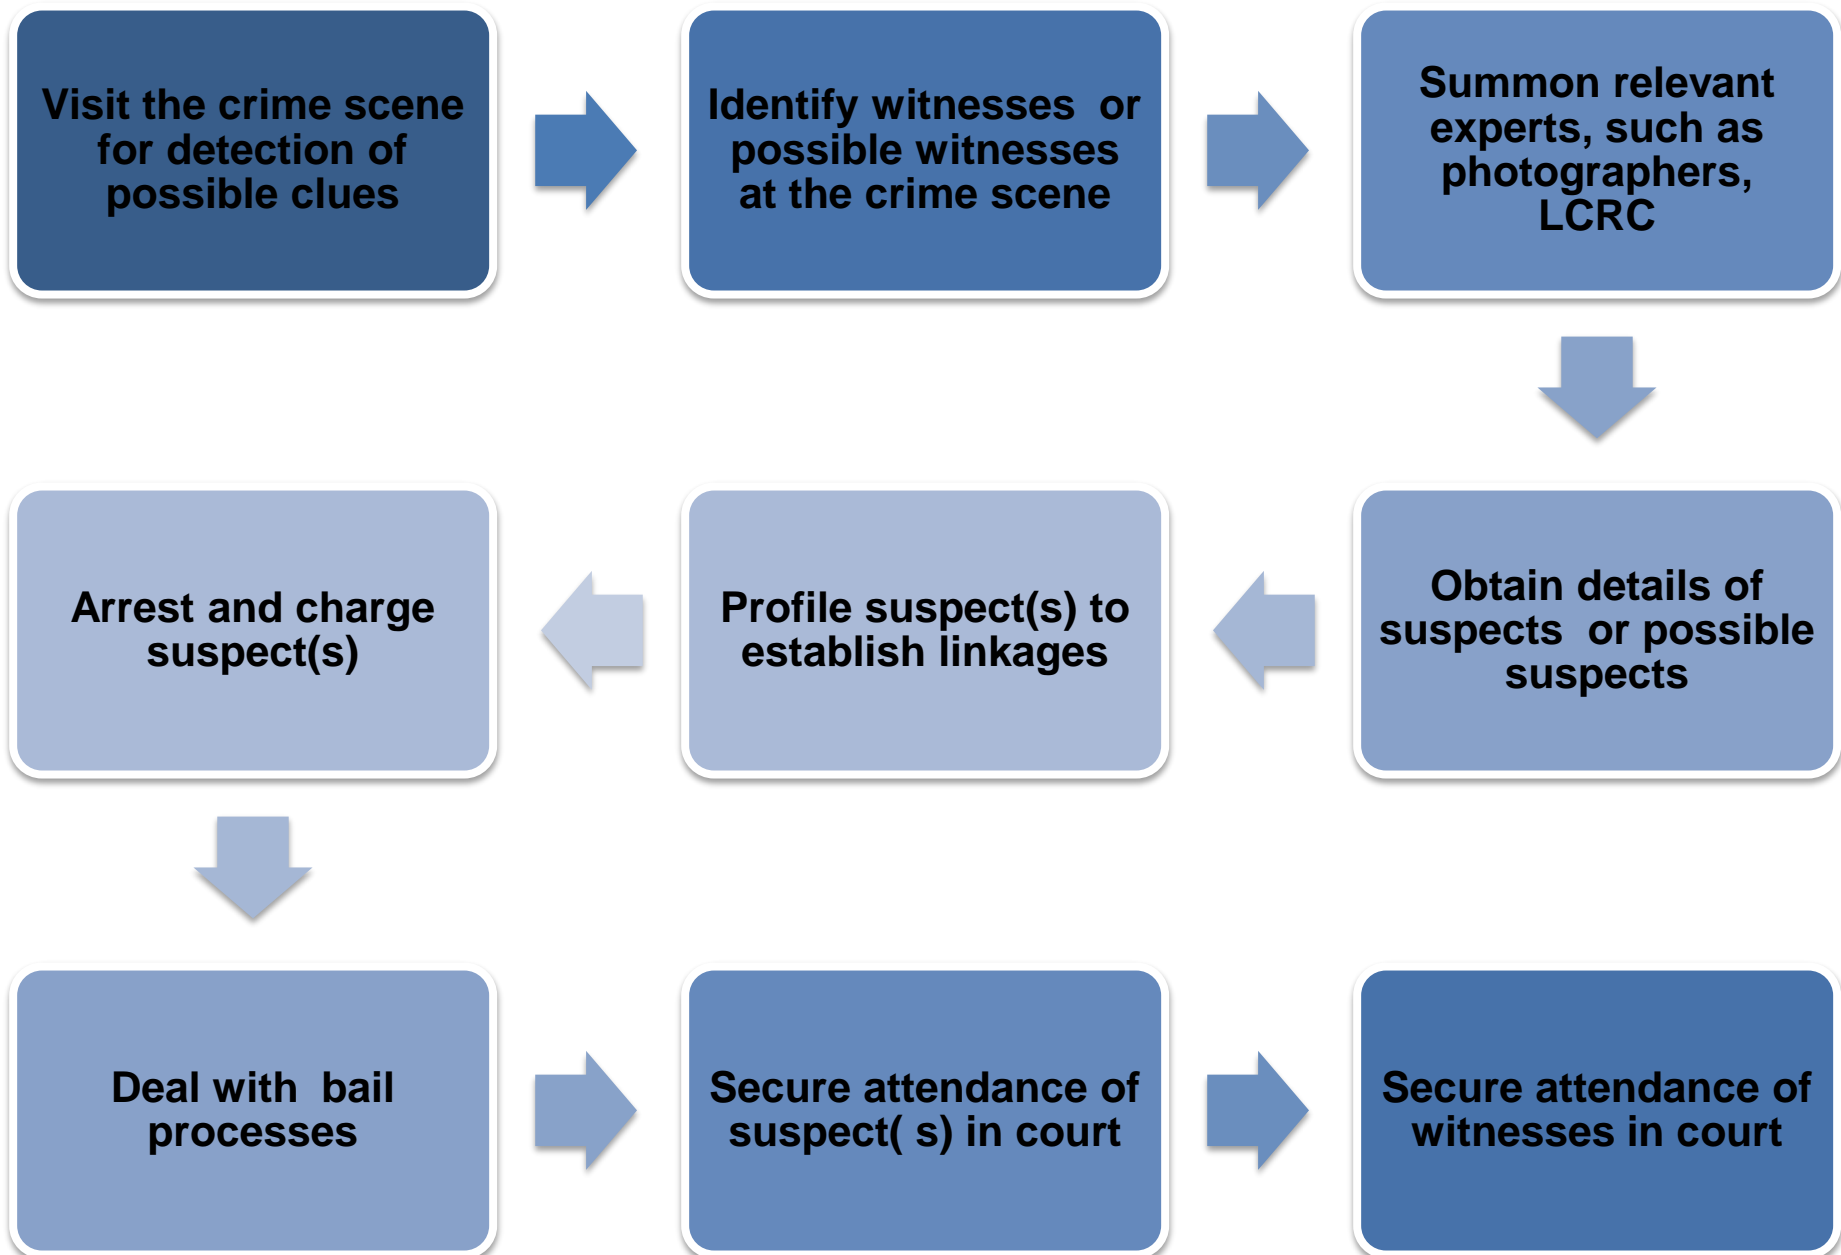 Visit the crime scene
for detection of
possible clues
Identify witnesses  or
possible witnesses
at the crime scene
Summon relevant
experts, such as
photographers,
LCRC
Obtain details of
suspects  or possible
suspects
Profile suspect(s) to
establish linkages
Arrest and charge
suspect(s)
Deal with  bail
processes
Secure attendance of
suspect( s) in court
Secure attendance of
witnesses in court